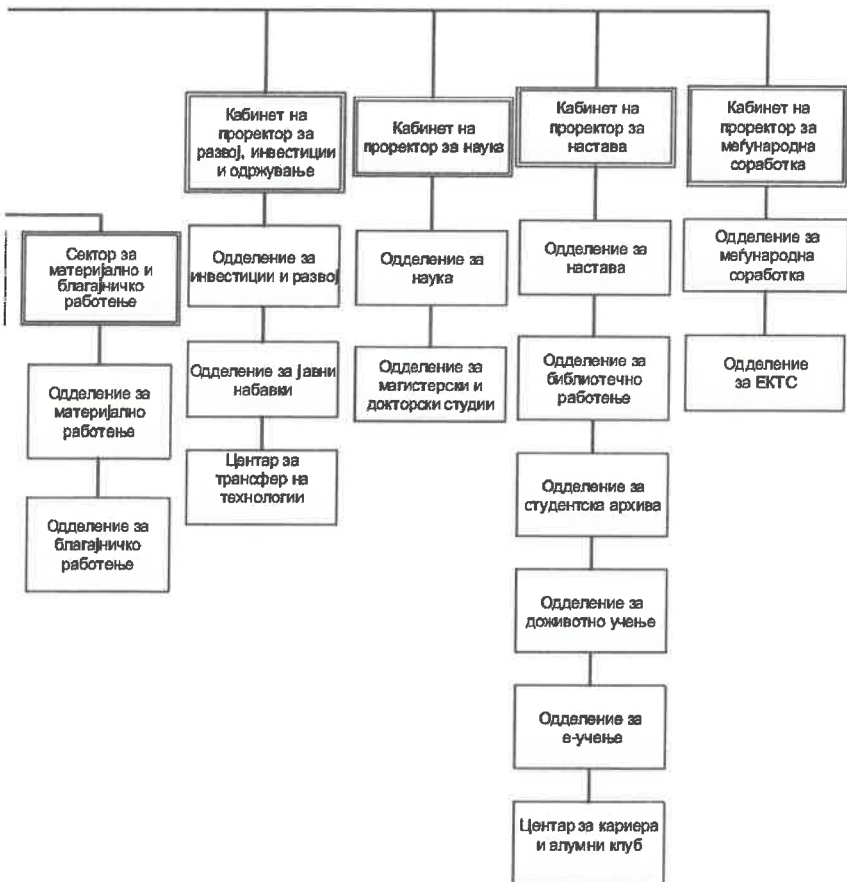 Кабинет на
проректор за
развој, инвестиции
и одржување
Кабинет на
проректор за наука
Кабинет на
проректор за
настава
Кабинет на
проректор за
меѓународна
соработка
Сектор за
материјално и
благајничко
работење
Одделение за
материјално
работење
Одделение за
благајничко
работење
Одделение за
инвестиции и развој
Одделение за јавни
набавки
Центар за
трансфер на
технологии
Одделение за
наука
Одделение за
магистерски и
докторски студии
Одделение за
настава
Одделение за
библиотечно
работење
Одделение за
студентска архива
Одделение за
доживотно учење
Одделение за
е-учење
Центар за кариера
и алумни клуб
Одделение за
меѓународна
соработка
Одделение
за ЕКТС